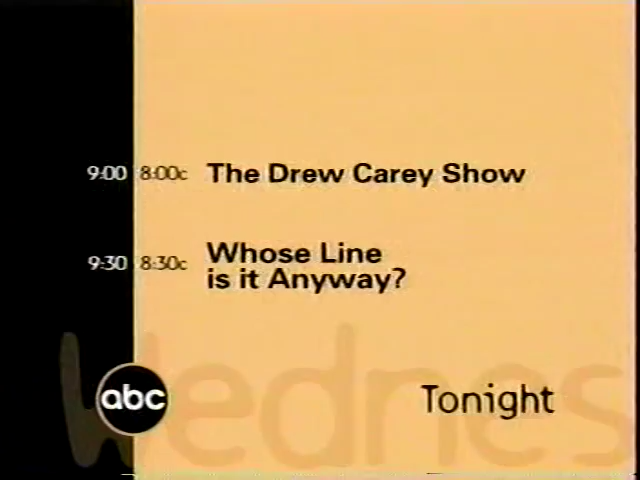 9:00 8:00c The Drew Carey Show
9:30 8:30c Whose Line
is it Anyway?
Wednes
abc
Tonight